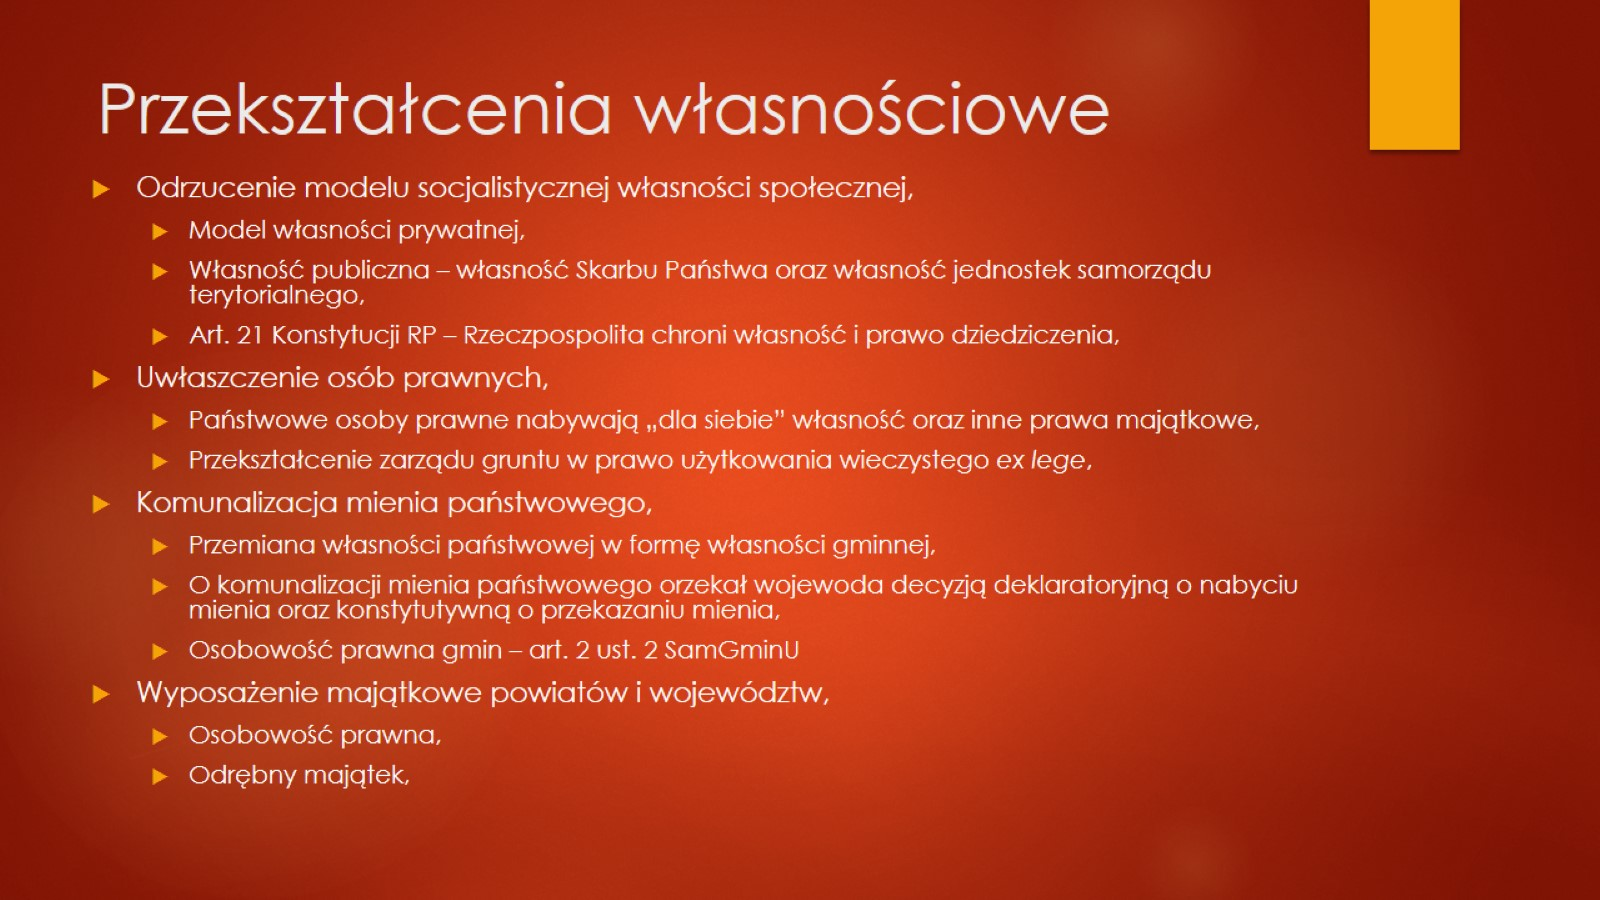 Przekształcenia własnościowe
Odrzucenie modelu socjalistycznej własności społecznej,
Model własności prywatnej,
Własność publiczna – własność Skarbu Państwa oraz własność jednostek samorządu
terytorialnego,
Art. 21 Konstytucji RP – Rzeczpospolita chroni własność i prawo dziedziczenia,
Uwłaszczenie osób prawnych,
Państwowe osoby prawne nabywają „dla siebie” własność oraz inne prawa majątkowe,
Przekształcenie zarządu gruntu w prawo użytkowania wieczystego ex lege,
Komunalizacja mienia państwowego,
Przemiana własności państwowej w formę własności gminnej,
O komunalizacji mienia państwowego orzekał wojewoda decyzją deklaratoryjną o nabyciu
mienia oraz konstytutywną o przekazaniu mienia,
Osobowość prawna gmin – art. 2 ust. 2 SamGminU
Wyposażenie majątkowe powiatów i województw,
Osobowość prawna,
Odrębny majątek,